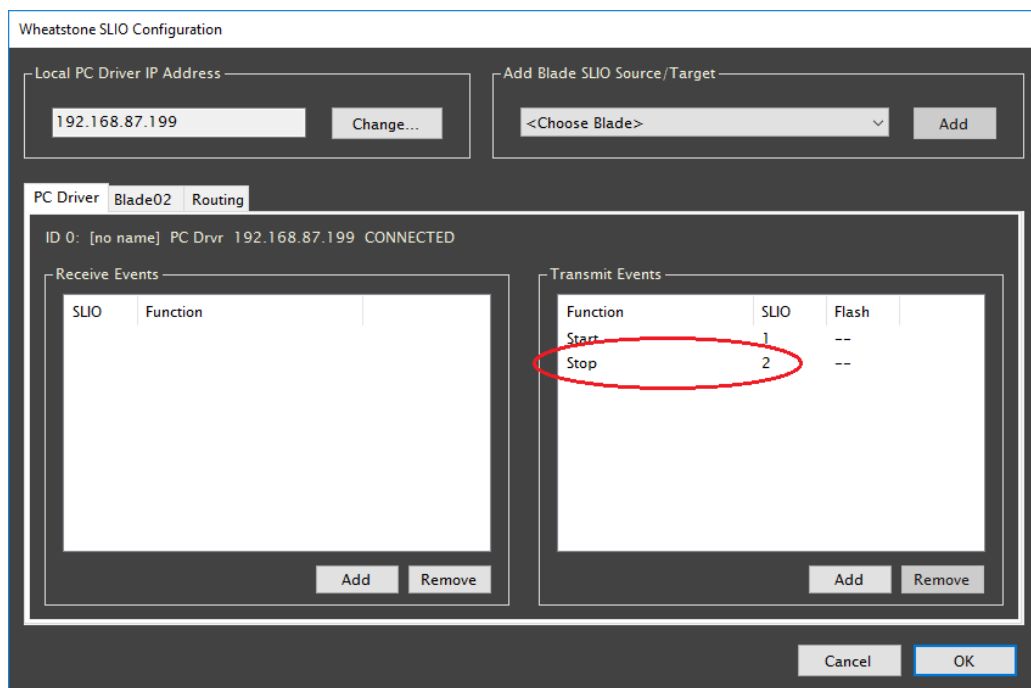 Wheatstone SLIO Configuration
Local PC Driver IP Address
192.168.87.199
Change...
Add Blade SLIO Source/Target
<Choose Blade>
Add
PC Driver Blade02 Routing
ID 0: [no name] PC Drvr 192.168.87.199 CONNECTED
Receive Events
SLIO Function
Add Remove
Transmit Events
Function SLIO Flash
Start 1 --
Stop 2 --
Add Remove
Cancel OK